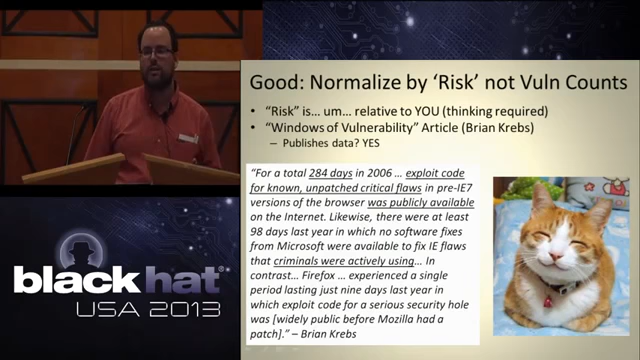 Good: Normalize by ‘Risk’ not Vuln Counts
• “Risk” is… um… relative to YOU (thinking required)
• “Windows of Vulnerability” Article (Brian Krebs)
– Publishes data? YES
“For a total 284 days in 2006 … exploit code
for known, unpatched critical flaws in pre-IE7
versions of the browser was publicly available
on the Internet. Likewise, there were at least
98 days last year in which no software fixes
from Microsoft were available to fix IE flaws
that criminals were actively using… In
contrast… Firefox … experienced a single
period lasting just nine days last year in
which exploit code for a serious security hole
was [widely public before Mozilla had a
patch].” – Brian Krebs
black hat®
USA 2013